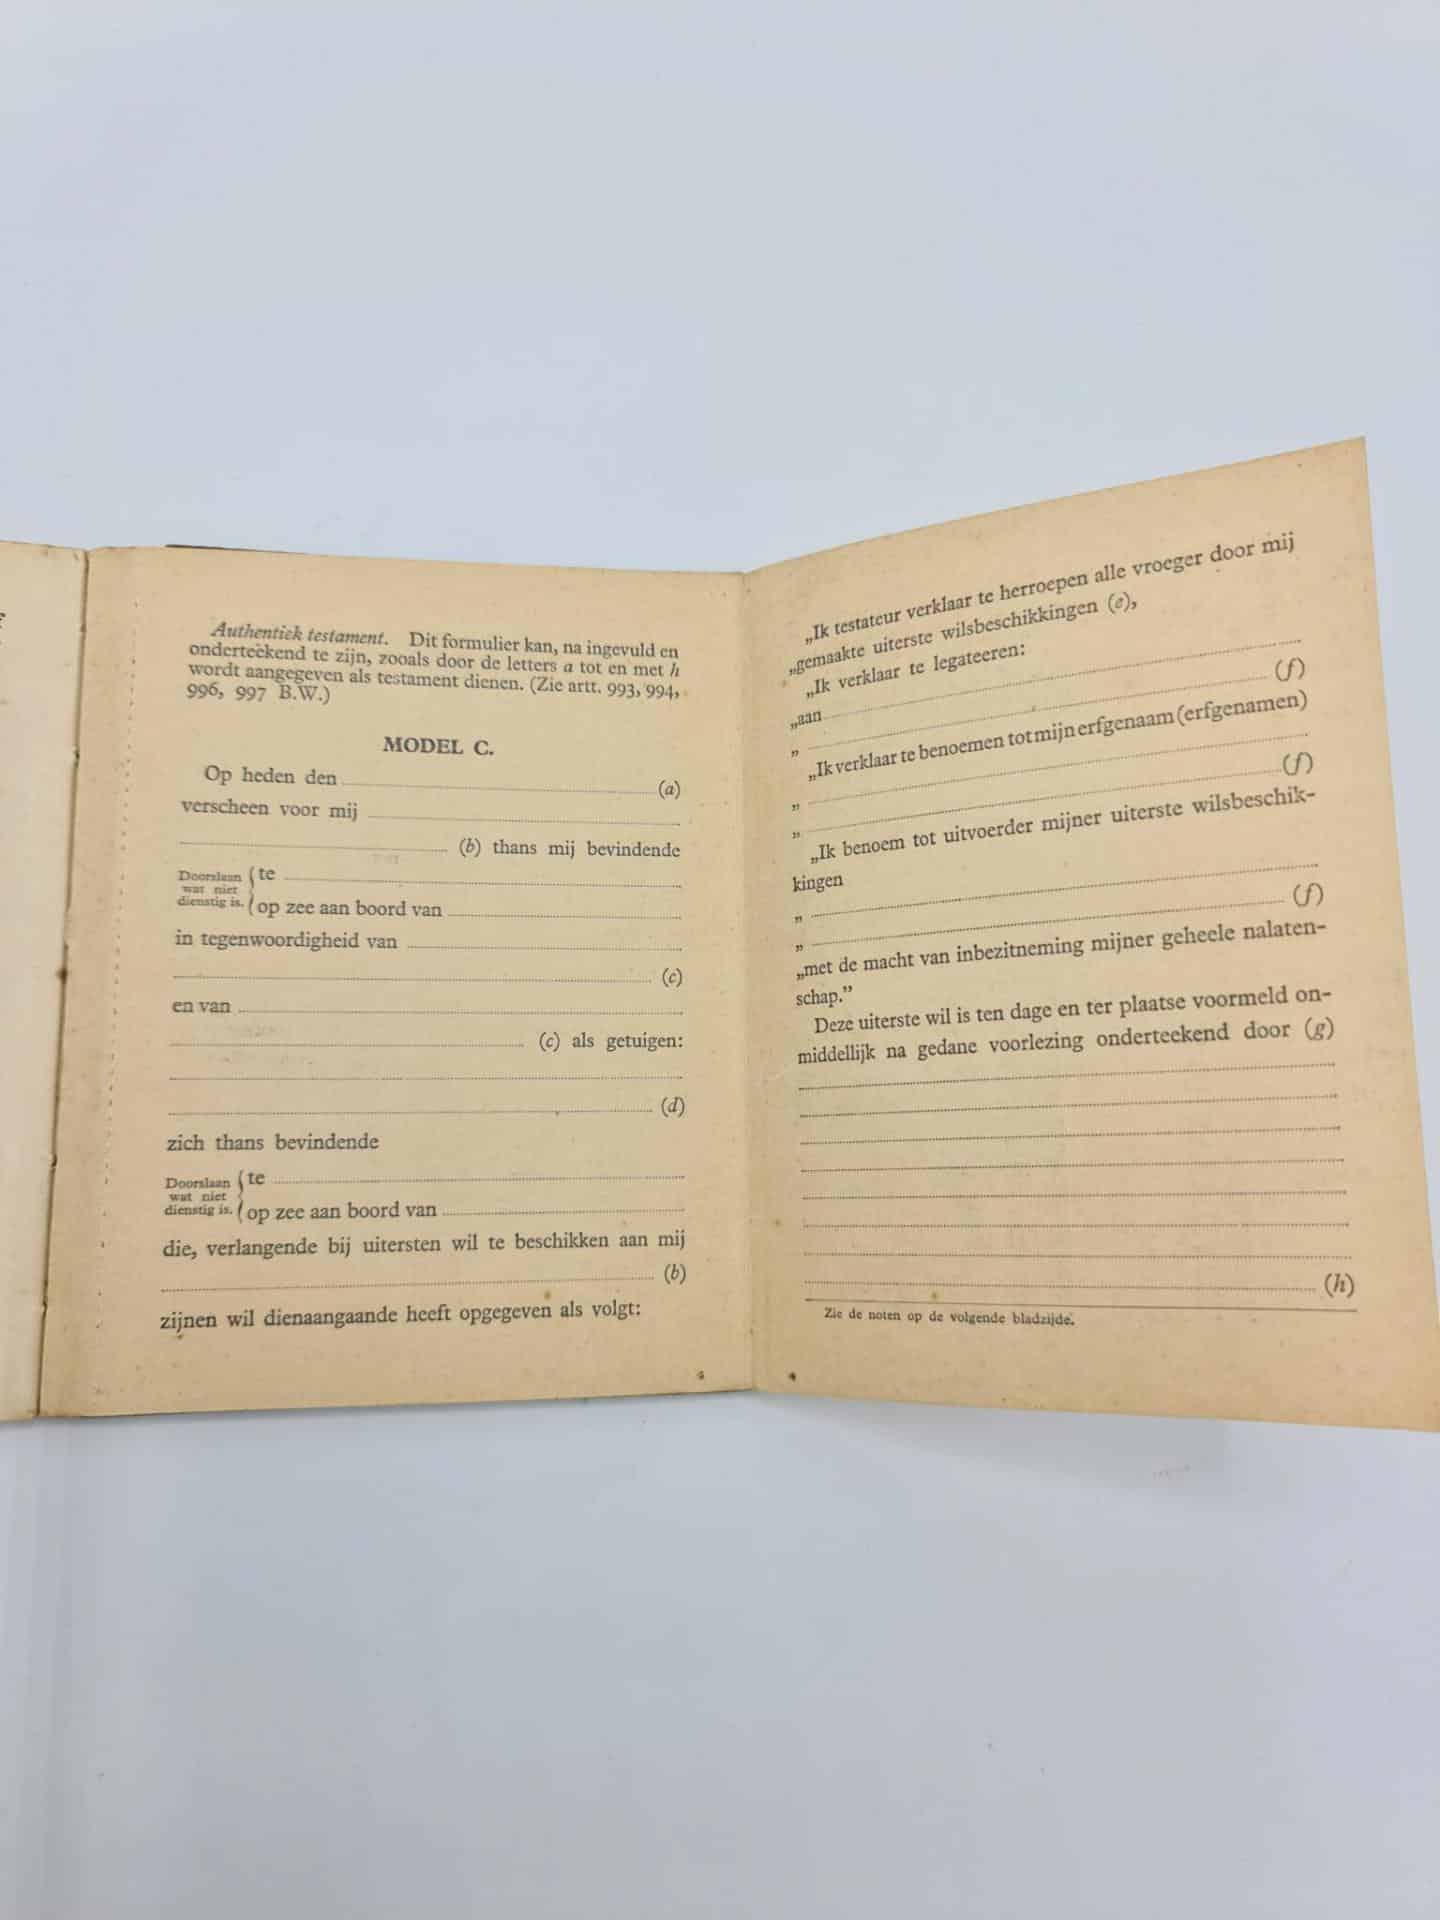 Authentiek testament. Dit formulier kan, na ingevuld en
onderteekend te zijn, zooals door de letters a tot en met h
wordt aangegeven als testament dienen. (Zie artt. 993, 994,
996, 997 B.W.)
MODEL C.
Op heden den (a)
verscheen voor mij
(b) thans mij bevindende
Doorslaan wat niet dienstig is. { te
op zee aan boord van
in tegenwoordigheid van
(c)
en van
(c) als getuigen:
(d)
zich thans bevindende
Doorslaan wat niet dienstig is. { te
op zee aan boord van
die, verlangende bij uitersten wil te beschikken aan mij
(b)
zijnen wil dienaangaande heeft opgegeven als volgt:
„Ik testateur verklaar te herroepen alle vroeger door mij
„gemaakte uiterste wilsbeschikkingen (e),
„Ik verklaar te legateeren:
„aan
„ (f)
„Ik verklaar te benoemen tot mijn erfgenaam (erfgenamen)
„
„ (f)
„Ik benoem tot uitvoerder mijner uiterste wilsbeschik-
kingen
„
„ (f)
„met de macht van inbezitneming mijner geheele nalaten-
schap.”
Deze uiterste wil is ten dage en ter plaatse voormeld on-
middellijk na gedane voorlezing onderteekend door (g)
(h)
Zie de noten op de volgende bladzijde.